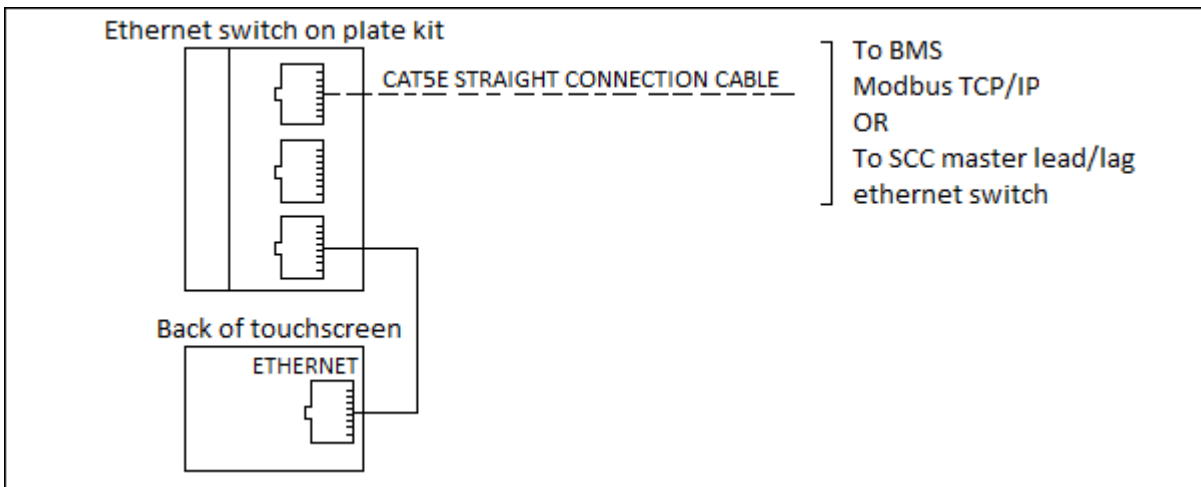 Ethernet switch on plate kit
CAT5E STRAIGHT CONNECTION CABLE
To BMS
Modbus TCP/IP
OR
To SCC master lead/lag
ethernet switch
Back of touchscreen
ETHERNET